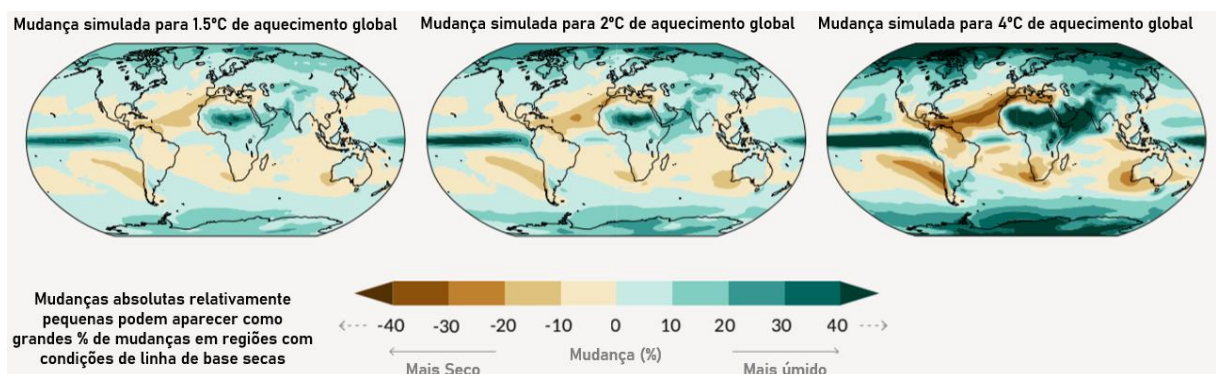 Mudança simulada para 1.5°C de aquecimento global
Mudança simulada para 2°C de aquecimento global
Mudança simulada para 4°C de aquecimento global
Mudanças absolutas relativamente
pequenas podem aparecer como
grandes % de mudanças em regiões com
condições de linha de base secas
-40 -30 -20 -10 0 10 20 30 40
Mudança (%)
Mais Seco
Mais úmido